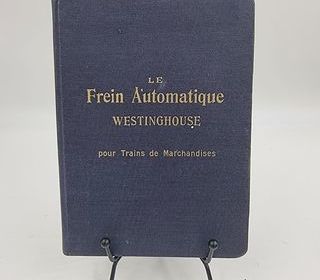 LE
Frein Automatique
WESTINGHOUSE
pour Trains de Marchandises